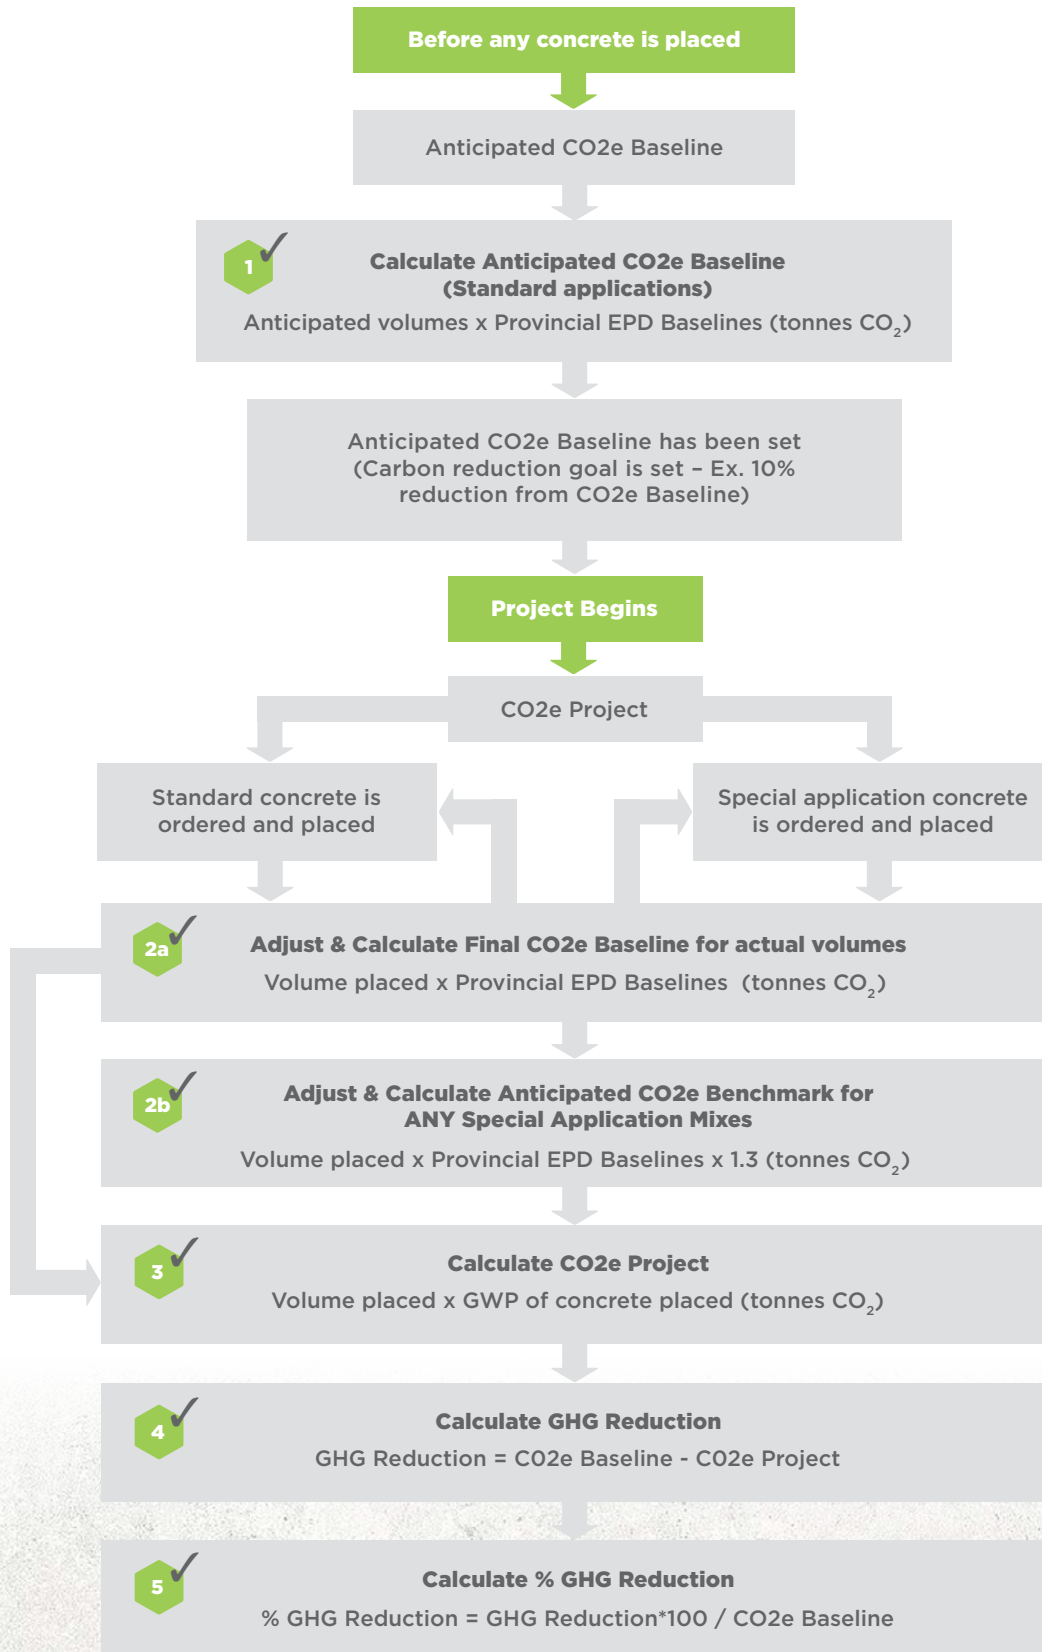 Before any concrete is placed
Anticipated CO2e Baseline
1
Calculate Anticipated CO2e Baseline
(Standard applications)
Anticipated volumes x Provincial EPD Baselines (tonnes CO₂)
Anticipated CO2e Baseline has been set
(Carbon reduction goal is set – Ex. 10%
reduction from CO2e Baseline)
Project Begins
CO2e Project
Standard concrete is
ordered and placed
Special application concrete
is ordered and placed
2a
Adjust & Calculate Final CO2e Baseline for actual volumes
Volume placed x Provincial EPD Baselines (tonnes CO₂)
2b
Adjust & Calculate Anticipated CO2e Benchmark for
ANY Special Application Mixes
Volume placed x Provincial EPD Baselines x 1.3 (tonnes CO₂)
3
Calculate CO2e Project
Volume placed x GWP of concrete placed (tonnes CO₂)
4
Calculate GHG Reduction
GHG Reduction = C02e Baseline - C02e Project
5
Calculate % GHG Reduction
% GHG Reduction = GHG Reduction*100 / CO2e Baseline